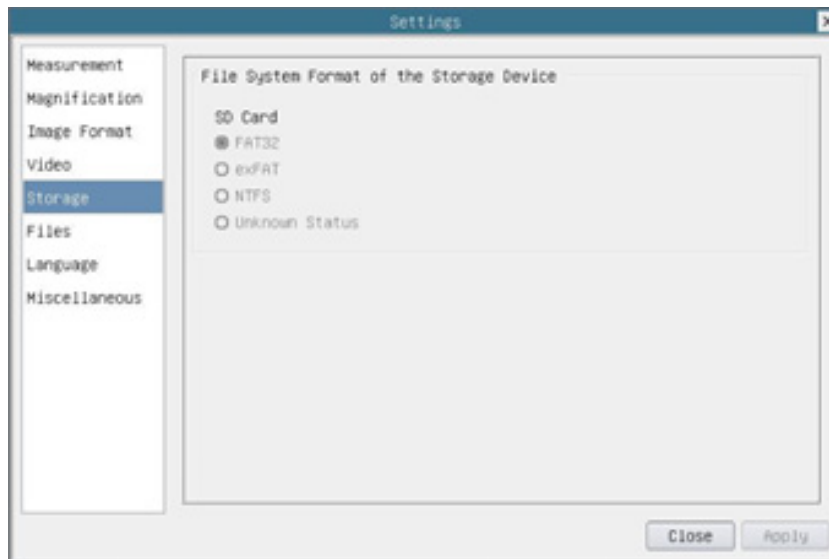 Settings
Measurement
Magnification
Image Format
Video
Storage
Files
Language
Miscellaneous
File System Format of the Storage Device
SD Card
FAT32
exFAT
NTFS
Unknown Status
Close
Apply